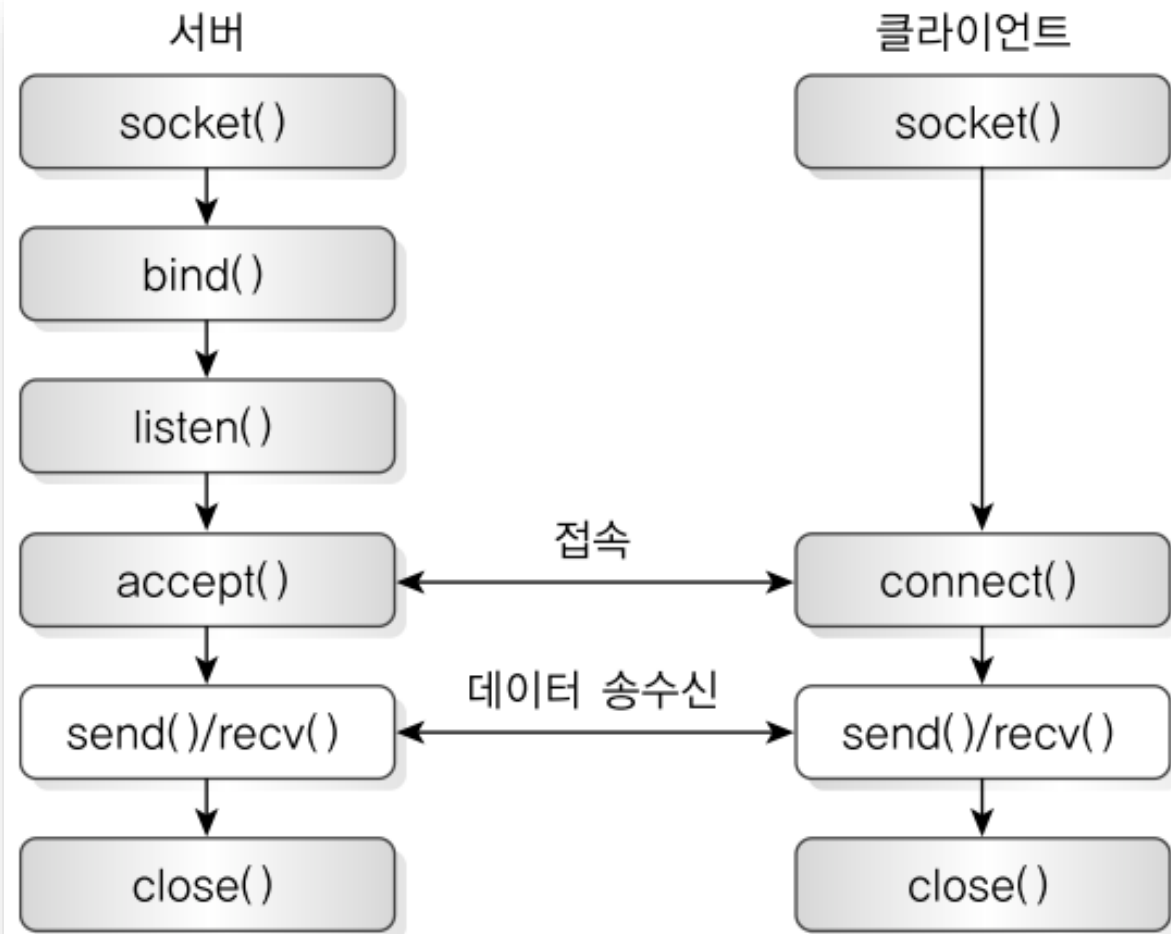 서버
클라이언트
socket()
socket()
bind()
listen()
접속
accept()
connect()
데이터 송수신
send()/recv()
send()/recv()
close()
close()